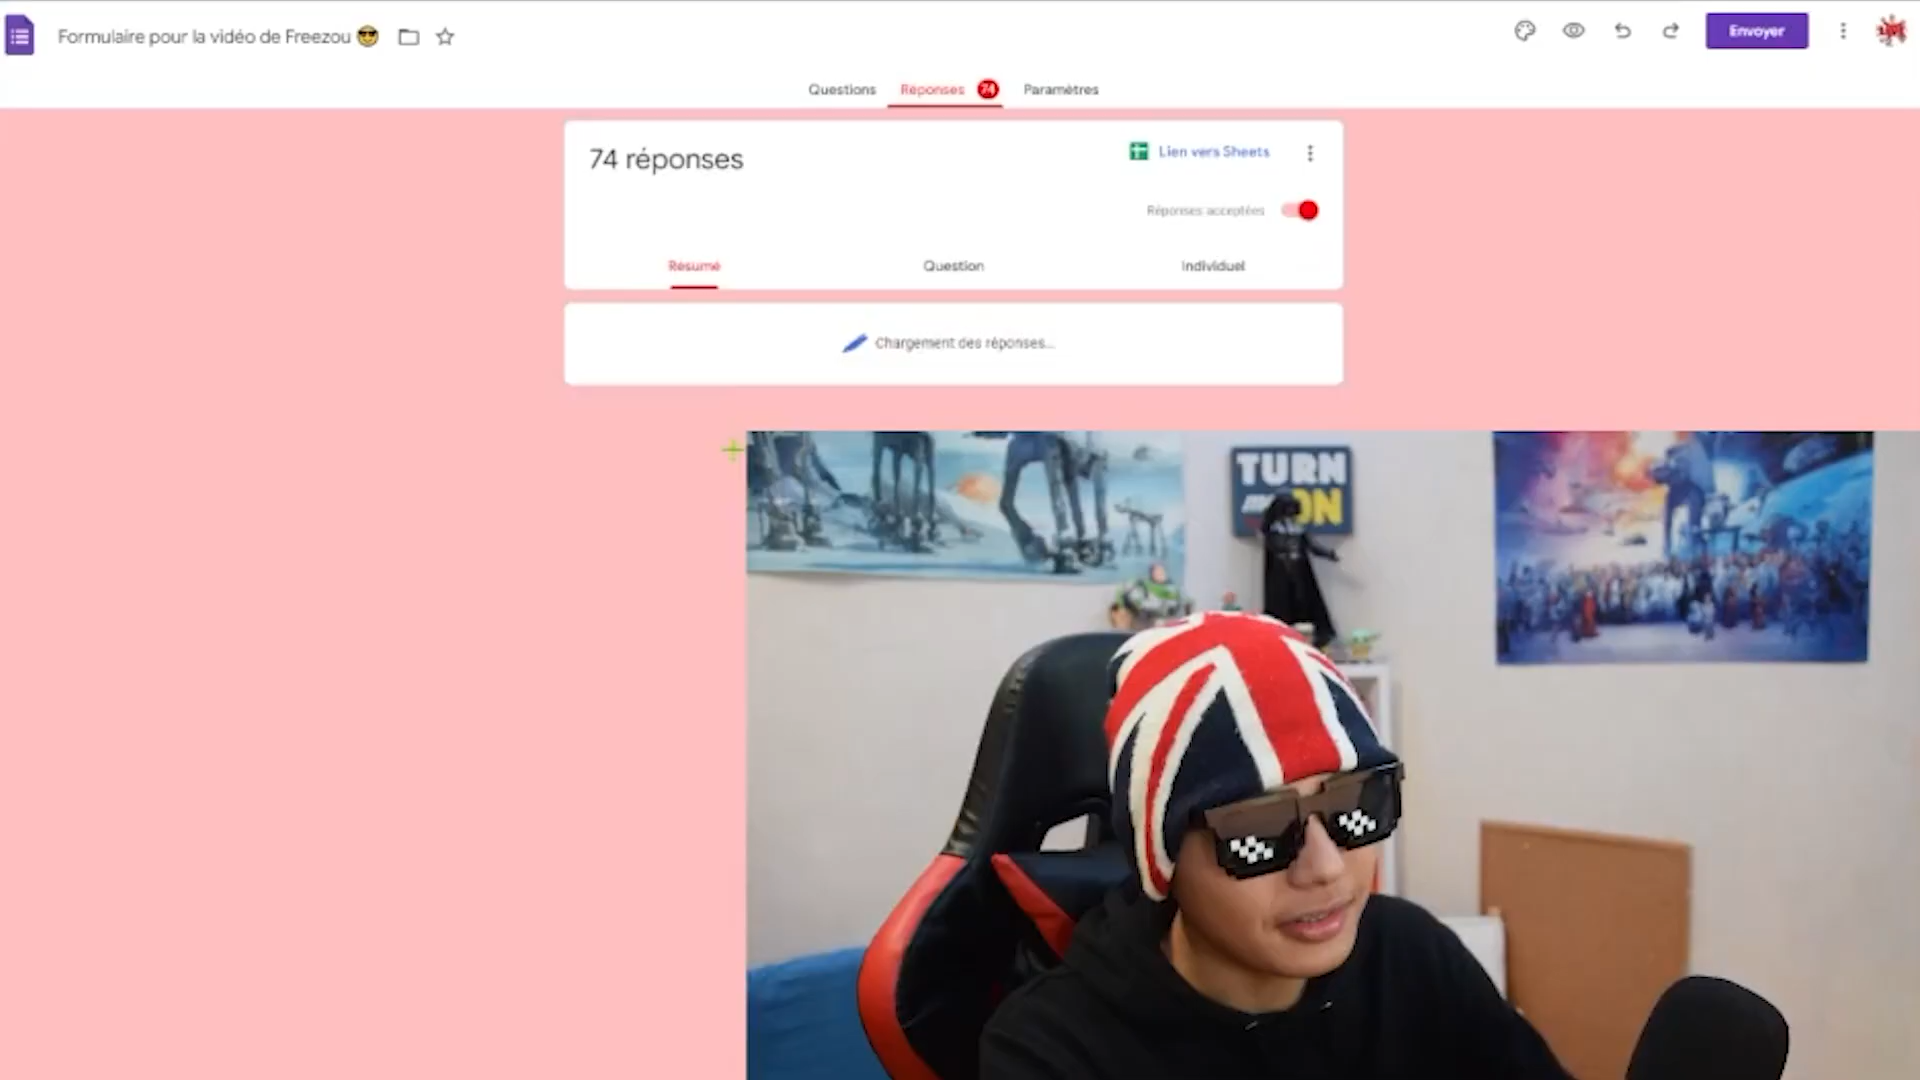 Formulaire pour la vidéo de Freezou 😎
Envoyer
Questions
Réponses
74
Paramètres
74 réponses
Lien vers Sheets
Réponses acceptées
Résumé
Question
Individuel
Chargement des réponses...
TURN
ON